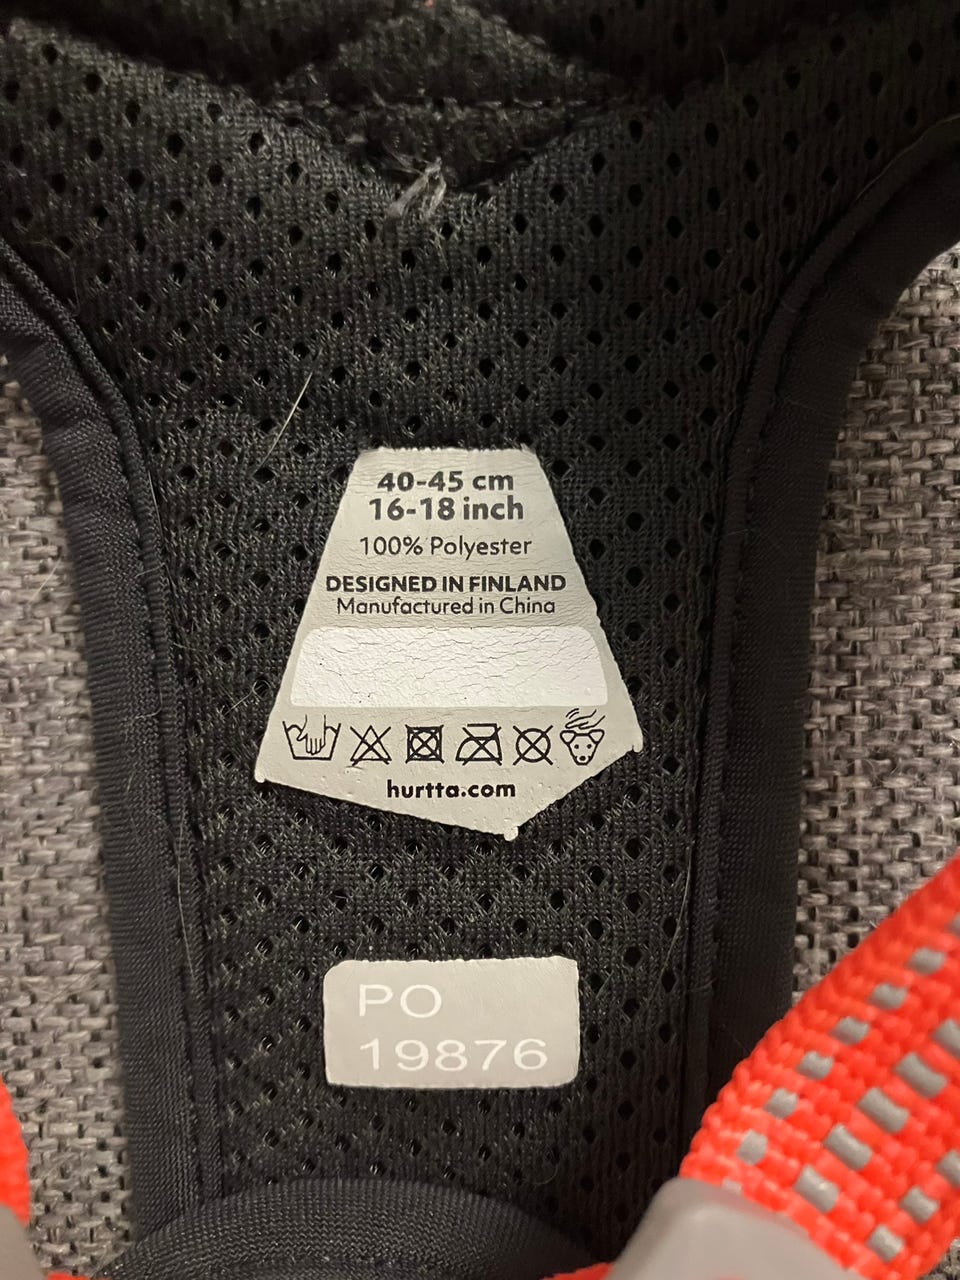 40-45 cm
16-18 inch
100% Polyester
DESIGNED IN FINLAND
Manufactured in China
hurtta.com
PO
19876